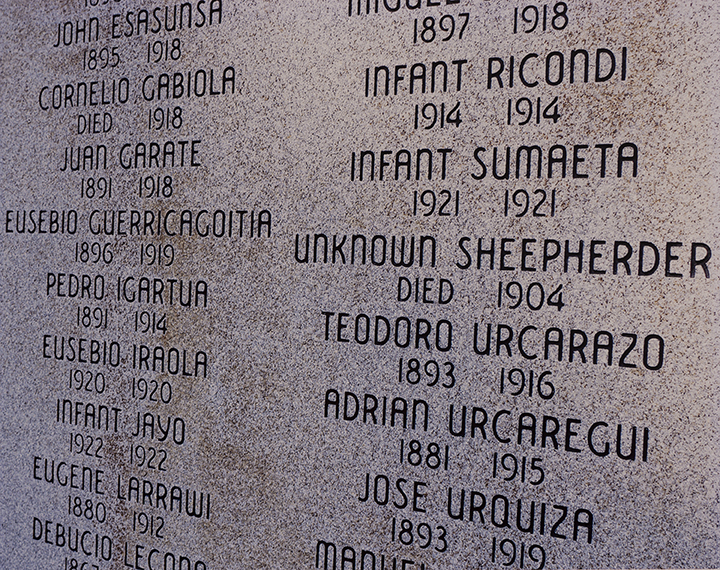 JOHN ESASUNSA
1895 1918
CORNELIO GABIOLA
DIED 1918
JUAN GARATE
1891 1918
EUSEBIO GUERRICAGOITIA
1896 1919
PEDRO IGARTUA
1891 1914
EUSEBIO IRAOLA
1920 1920
INFANT JAYO
1922 1922
EUGENE LARRAWI
1880 1912
DEBUCIO
1897 1918
INFANT RICONDI
1914 1914
INFANT SUMAETA
1921 1921
UNKNOWN SHEEPHERDER
DIED 1904
TEODORO URCARAZO
1893 1916
ADRIAN URCAREGUI
1881 1915
JOSE URQUIZA
1893 1919